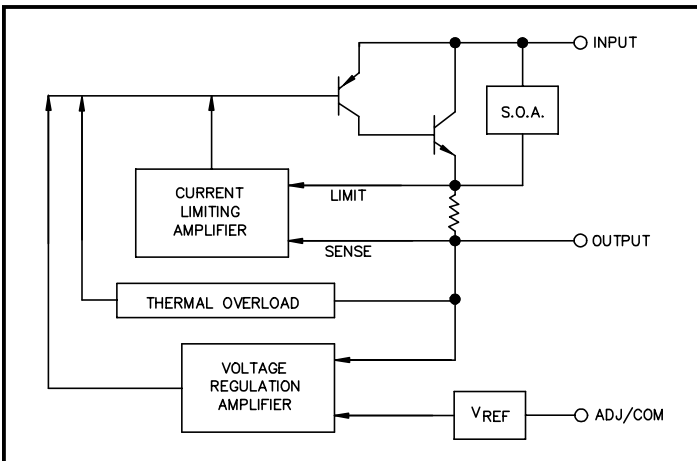 INPUT
S.O.A.
CURRENT
LIMITING
AMPLIFIER
LIMIT
SENSE
OUTPUT
THERMAL OVERLOAD
VOLTAGE
REGULATION
AMPLIFIER
VREF
ADJ/COM